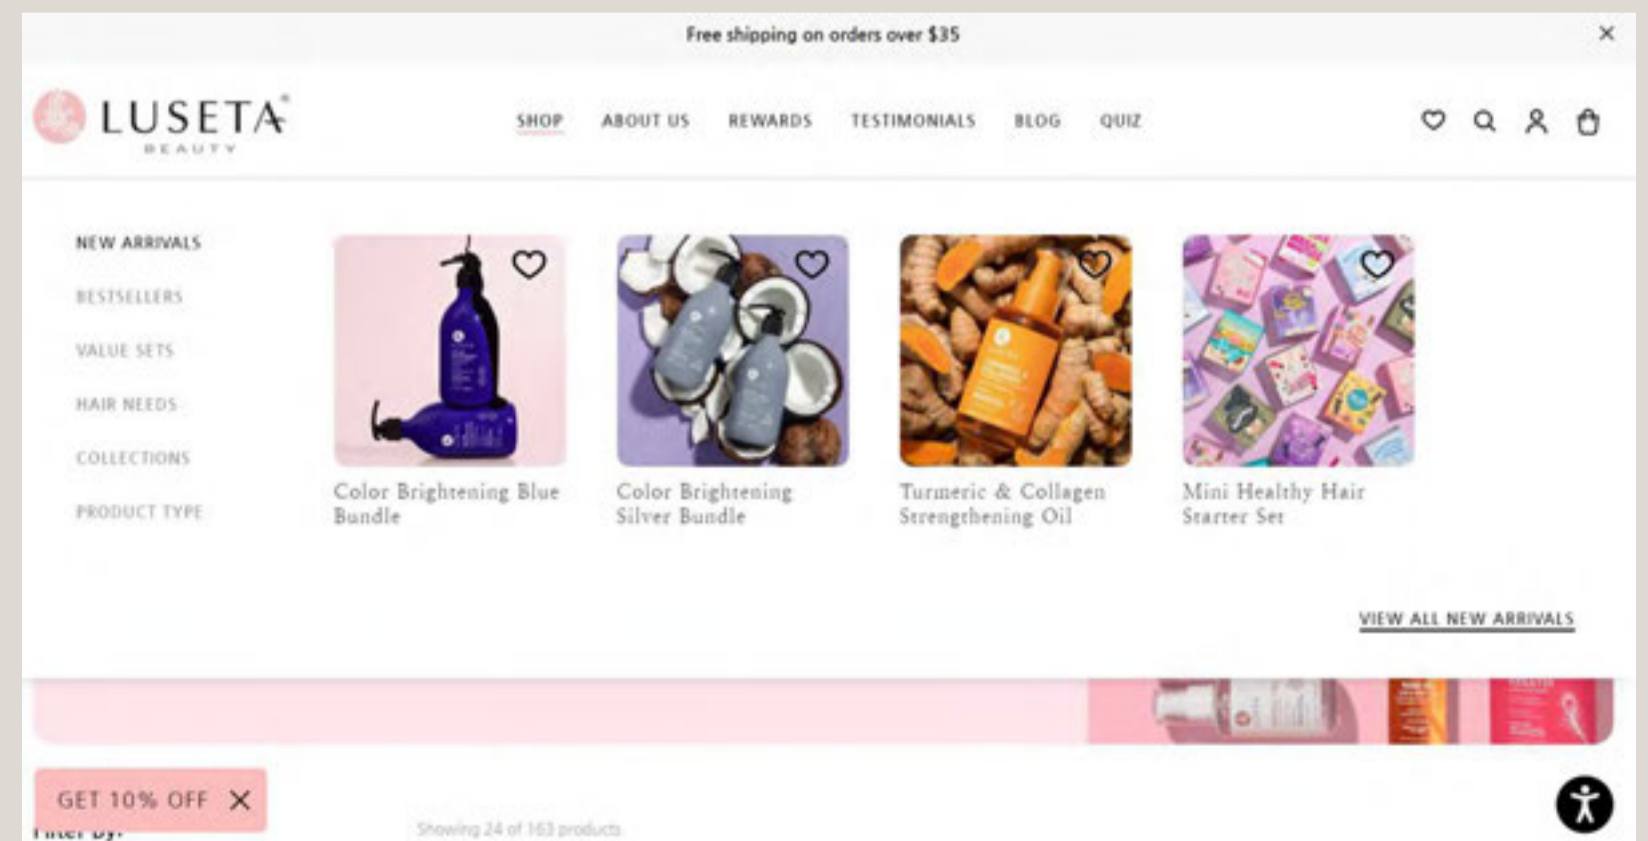 Free shipping on orders over $35
LUSETA®
BEAUTY
SHOP ABOUT US REWARDS TESTIMONIALS BLOG QUIZ
NEW ARRIVALS
BESTSELLERS
VALUE SETS
HAIR NEEDS
COLLECTIONS
PRODUCT TYPE
Color Brightening Blue
Bundle
Color Brightening
Silver Bundle
Turmeric & Collagen
Strengthening Oil
Mini Healthy Hair
Starter Set
VIEW ALL NEW ARRIVALS
GET 10% OFF
Filter By:
Showing 24 of 163 products